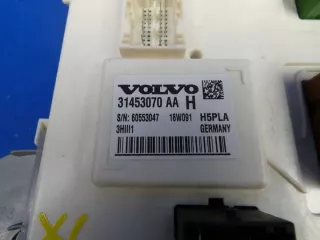 VOLVO
31453070 AA H
S/N: 60553047 16W091 H5PLA
3HIII1 GERMANY